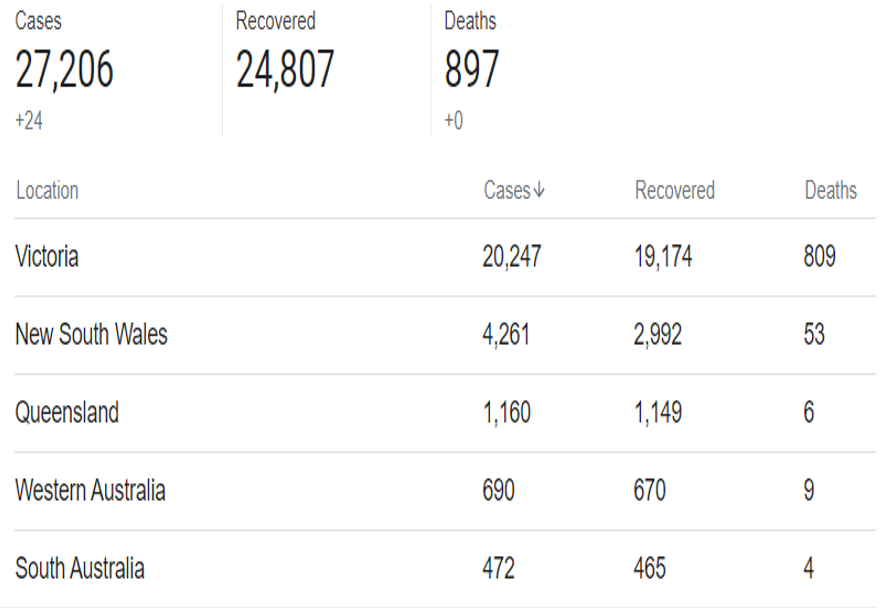 Cases Recovered Deaths
27,206 24,807 897
+24 +0
Location Cases↓ Recovered Deaths
Victoria 20,247 19,174 809
New South Wales 4,261 2,992 53
Queensland 1,160 1,149 6
Western Australia 690 670 9
South Australia 472 465 4